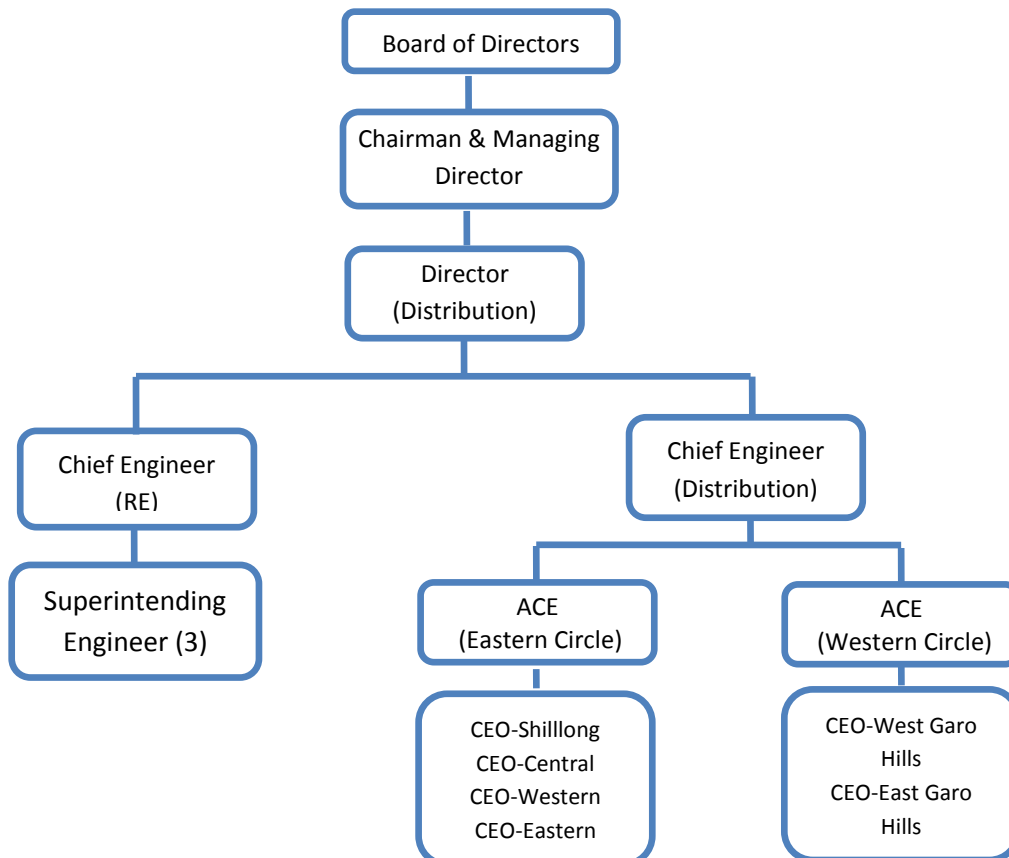 Board of Directors
Chairman & Managing
Director
Director
(Distribution)
Chief Engineer
(RE)
Chief Engineer
(Distribution)
Superintending
Engineer (3)
ACE
(Eastern Circle)
ACE
(Western Circle)
CEO-Shilllong
CEO-Central
CEO-Western
CEO-Eastern
CEO-West Garo
Hills
CEO-East Garo
Hills